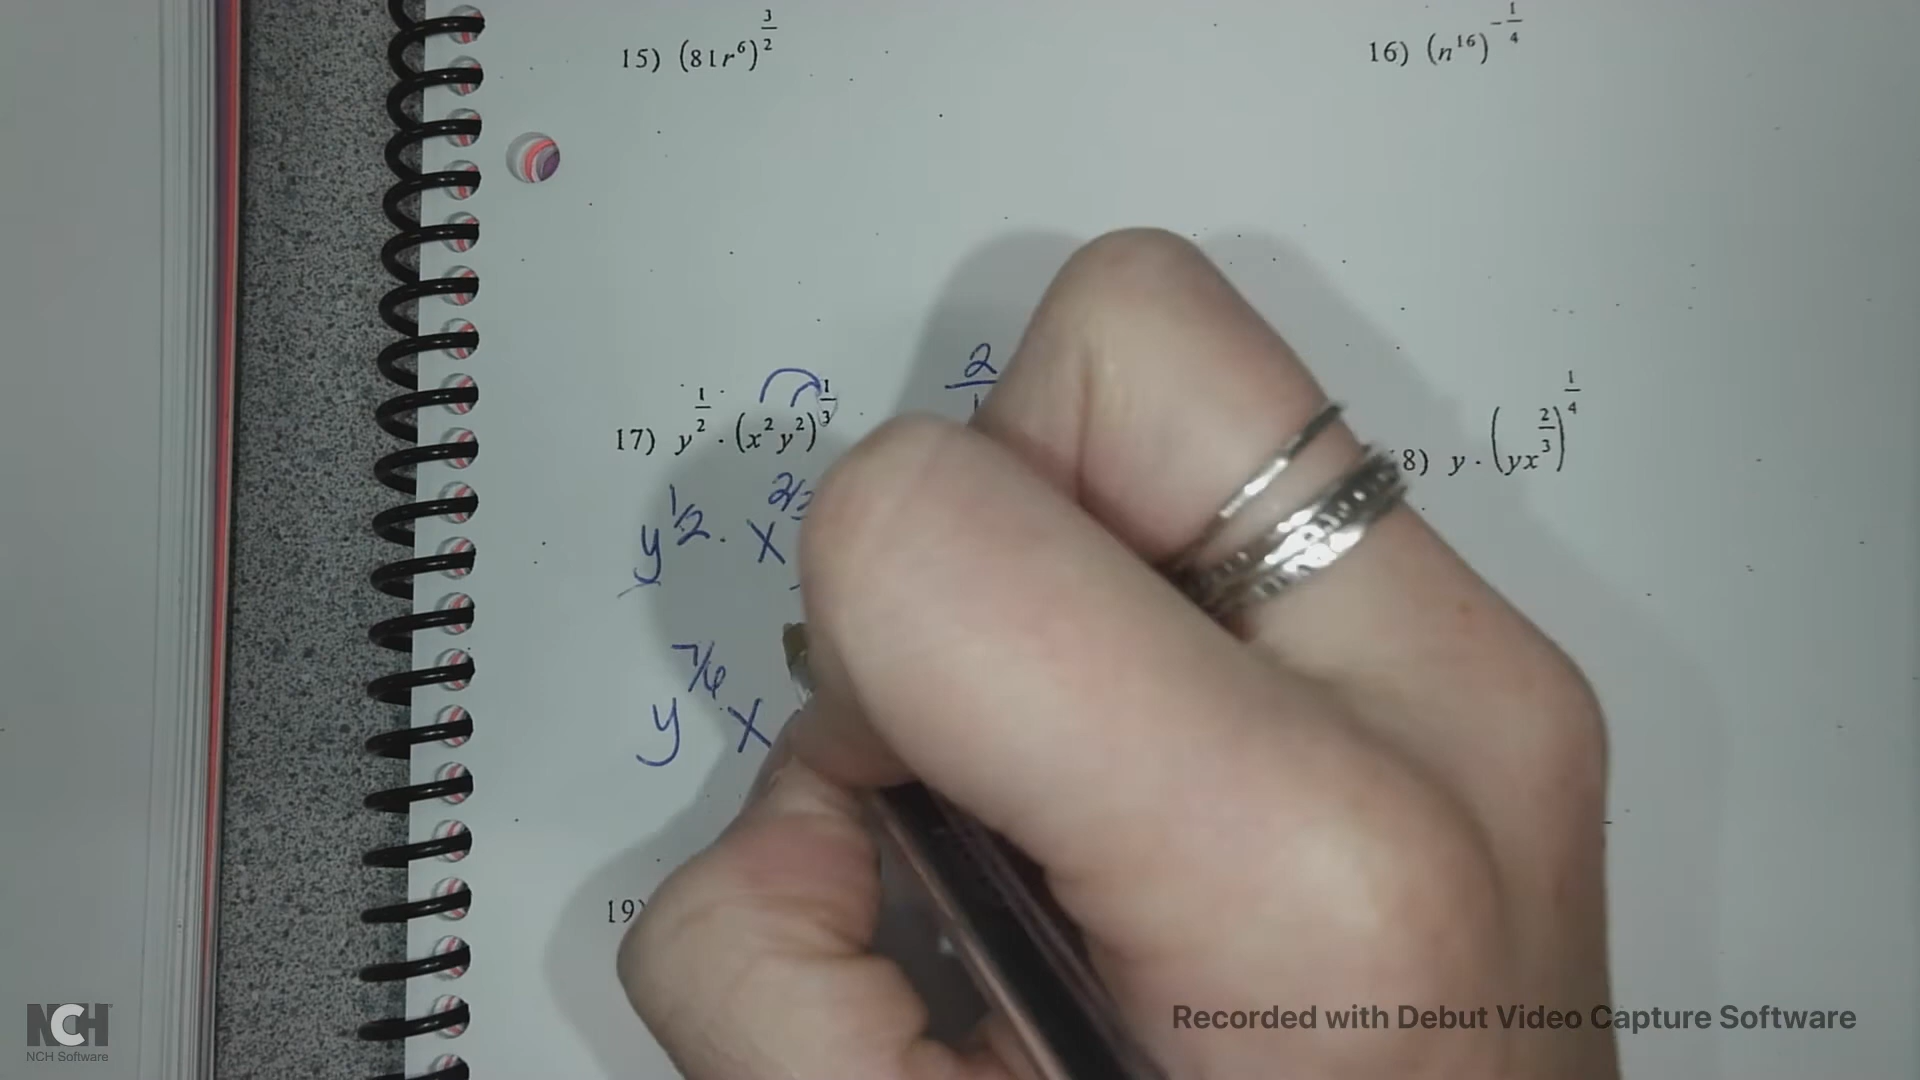 15) (81r⁶)^(3/2)
16) (n¹⁶)^(-1/4)
2
17) y^(1/2) · (x²y²)^(1/3)
8) y · (yx^(2/3))^(1/4)
y^(1/2) · x
y^(7/6) x
19)
NCH
NCH Software
Recorded with Debut Video Capture Software